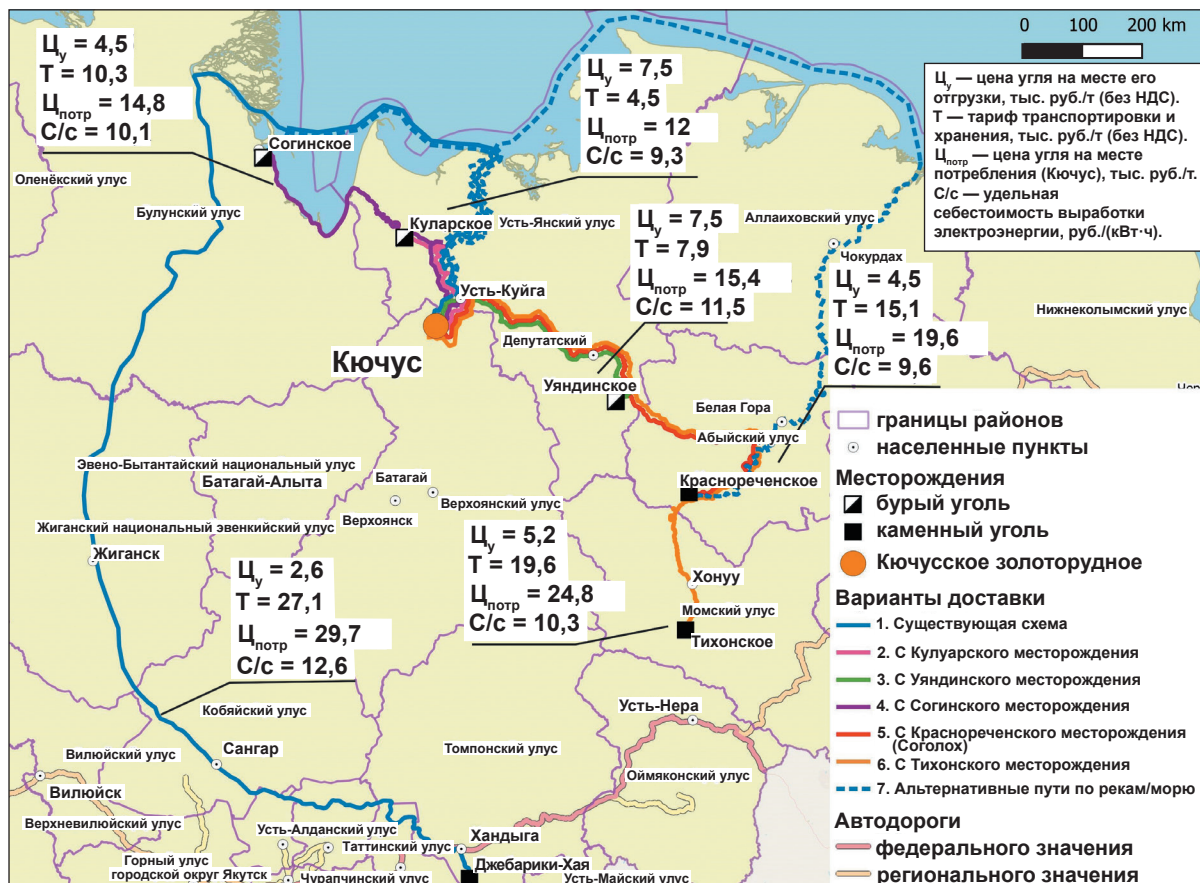 0 100 200 km
Цу — цена угля на месте его
отгрузки, тыс. руб./т (без НДС).
Т — тариф транспортировки и
хранения, тыс. руб./т (без НДС).
Цпотр — цена угля на месте
потребления (Кючус), тыс. руб./т.
С/с — удельная
себестоимость выработки
электроэнергии, руб./(кВт·ч).
Цу = 4,5
Т = 10,3
Цпотр = 14,8
С/с = 10,1
Цу = 7,5
Т = 4,5
Цпотр = 12
С/с = 9,3
Согинское
Оленёкский улус
Булунский улус
Куларское
Усть-Янский улус
Аллаиховский улус
Чокурдах
Цу = 7,5
Т = 7,9
Цпотр = 15,4
С/с = 11,5
Цу = 4,5
Т = 15,1
Цпотр = 19,6
С/с = 9,6
Усть-Куйга
Нижнеколымский улус
Депутатский
Кючус
Уяндинское
Белая Гора
Абыйский улус
Эвено-Бытантайский национальный улус
Батагай-Алыта
Батагай
Верхоянск
Верхоянский улус
Краснореченское
Жиганский национальный эвенкийский улус
Жиганск
Цу = 5,2
Т = 19,6
Цпотр = 24,8
С/с = 10,3
Хонуу
Момский улус
Тихонское
Цу = 2,6
Т = 27,1
Цпотр = 29,7
С/с = 12,6
Кобяйский улус
Усть-Нера
Вилюйский улус
Сангар
Томпонский улус
Оймяконский улус
Вилюйск
Верхневилюйский улус
Усть-Алданский улус
Таттинский улус
Хандыга
Горный улус
городской округ Якутск
Чурапчинский улус
Джебарики-Хая
Усть-Майский улус
границы районов
населенные пункты
Месторождения
бурый уголь
каменный уголь
Кючусское золоторудное
Варианты доставки
1. Существующая схема
2. С Кулуарского месторождения
3. С Уяндинского месторождения
4. С Согинского месторождения
5. С Краснореченского месторождения
(Соголох)
6. С Тихонского месторождения
7. Альтернативные пути по рекам/морю
Автодороги
федерального значения
регионального значения